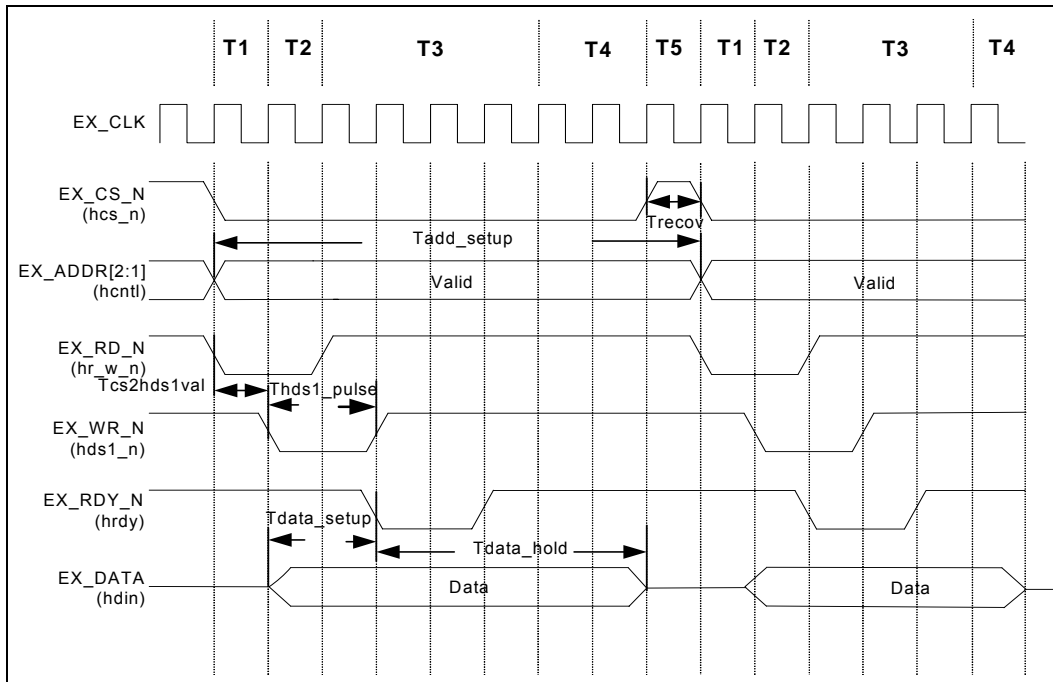 T1 T2 T3 T4 T5 T1 T2 T3 T4
EX_CLK
EX_CS_N
(hcs_n)
Trecov
Tadd_setup
EX_ADDR[2:1]
(hcntl)
Valid Valid
EX_RD_N
(hr_w_n)
Tcs2hds1val Thds1_pulse
EX_WR_N
(hds1_n)
EX_RDY_N
(hrdy)
Tdata_setup
Tdata_hold
EX_DATA
(hdin)
Data Data